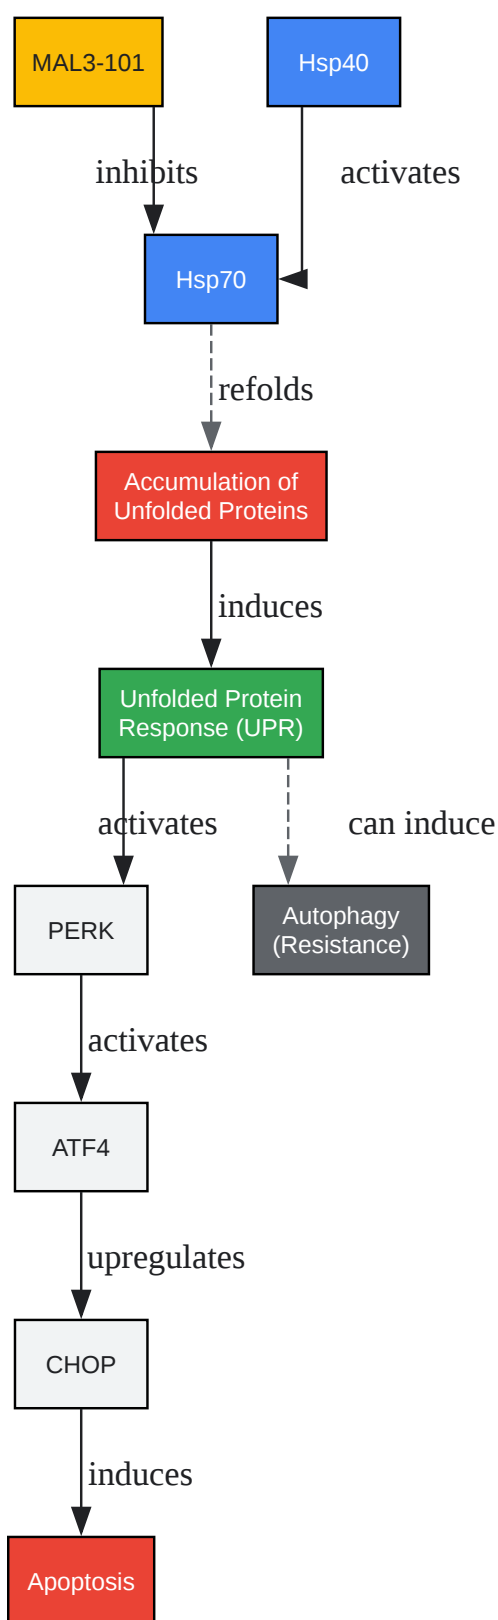 MAL3-101
Hsp40
inhibits
activates
Hsp70
refolds
Accumulation of
Unfolded Proteins
induces
Unfolded Protein
Response (UPR)
activates
can induce
PERK
Autophagy
(Resistance)
activates
ATF4
upregulates
CHOP
induces
Apoptosis